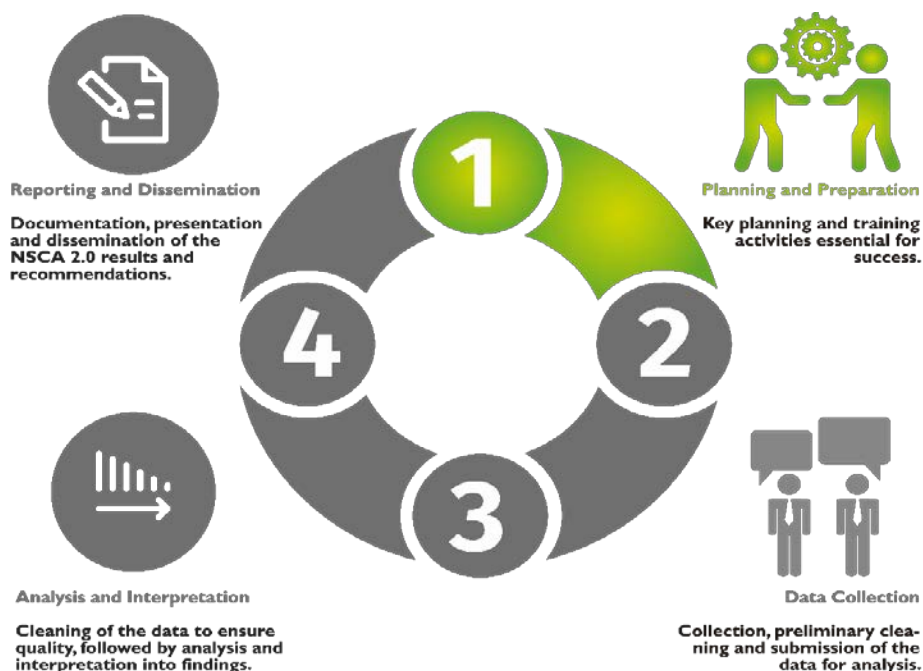 1
Planning and Preparation
Key planning and training
activities essential for
success.
2
Data Collection
Collection, preliminary clea-
ning and submission of the
data for analysis.
3
Analysis and Interpretation
Cleaning of the data to ensure
quality, followed by analysis and
interpretation into findings.
4
Reporting and Dissemination
Documentation, presentation
and dissemination of the
NSCA 2.0 results and
recommendations.